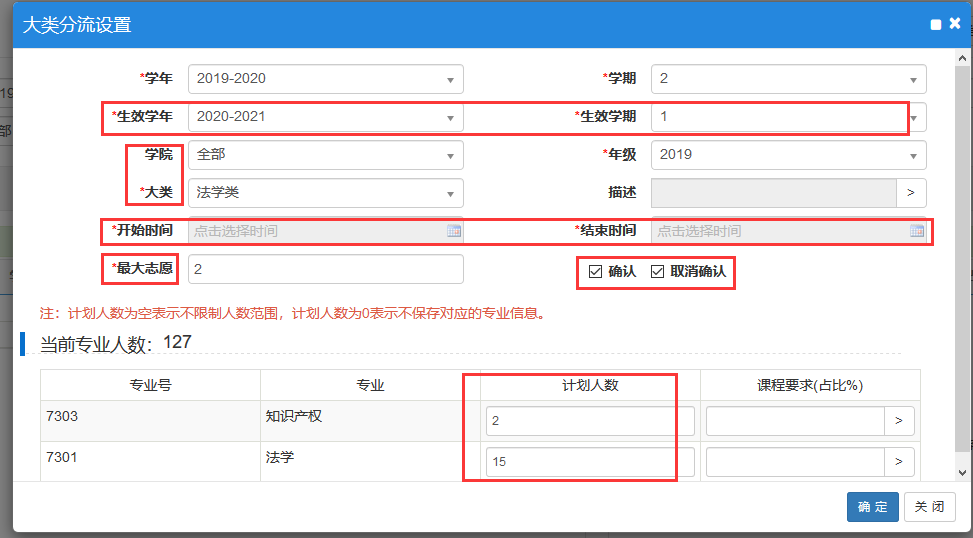 大类分流设置
*学年 2019-2020 *学期 2
*生效学年 2020-2021 *生效学期 1
学院 全部 *年级 2019
*大类 法学类 描述 >
*开始时间 点击选择时间 *结束时间 点击选择时间
*最大志愿 2 确认 取消确认
注：计划人数为空表示不限制人数范围，计划人数为0表示不保存对应的专业信息。
当前专业人数：127
专业号 专业 计划人数 课程要求(占比%)
7303 知识产权 2 >
7301 法学 15 >
确 定 关 闭